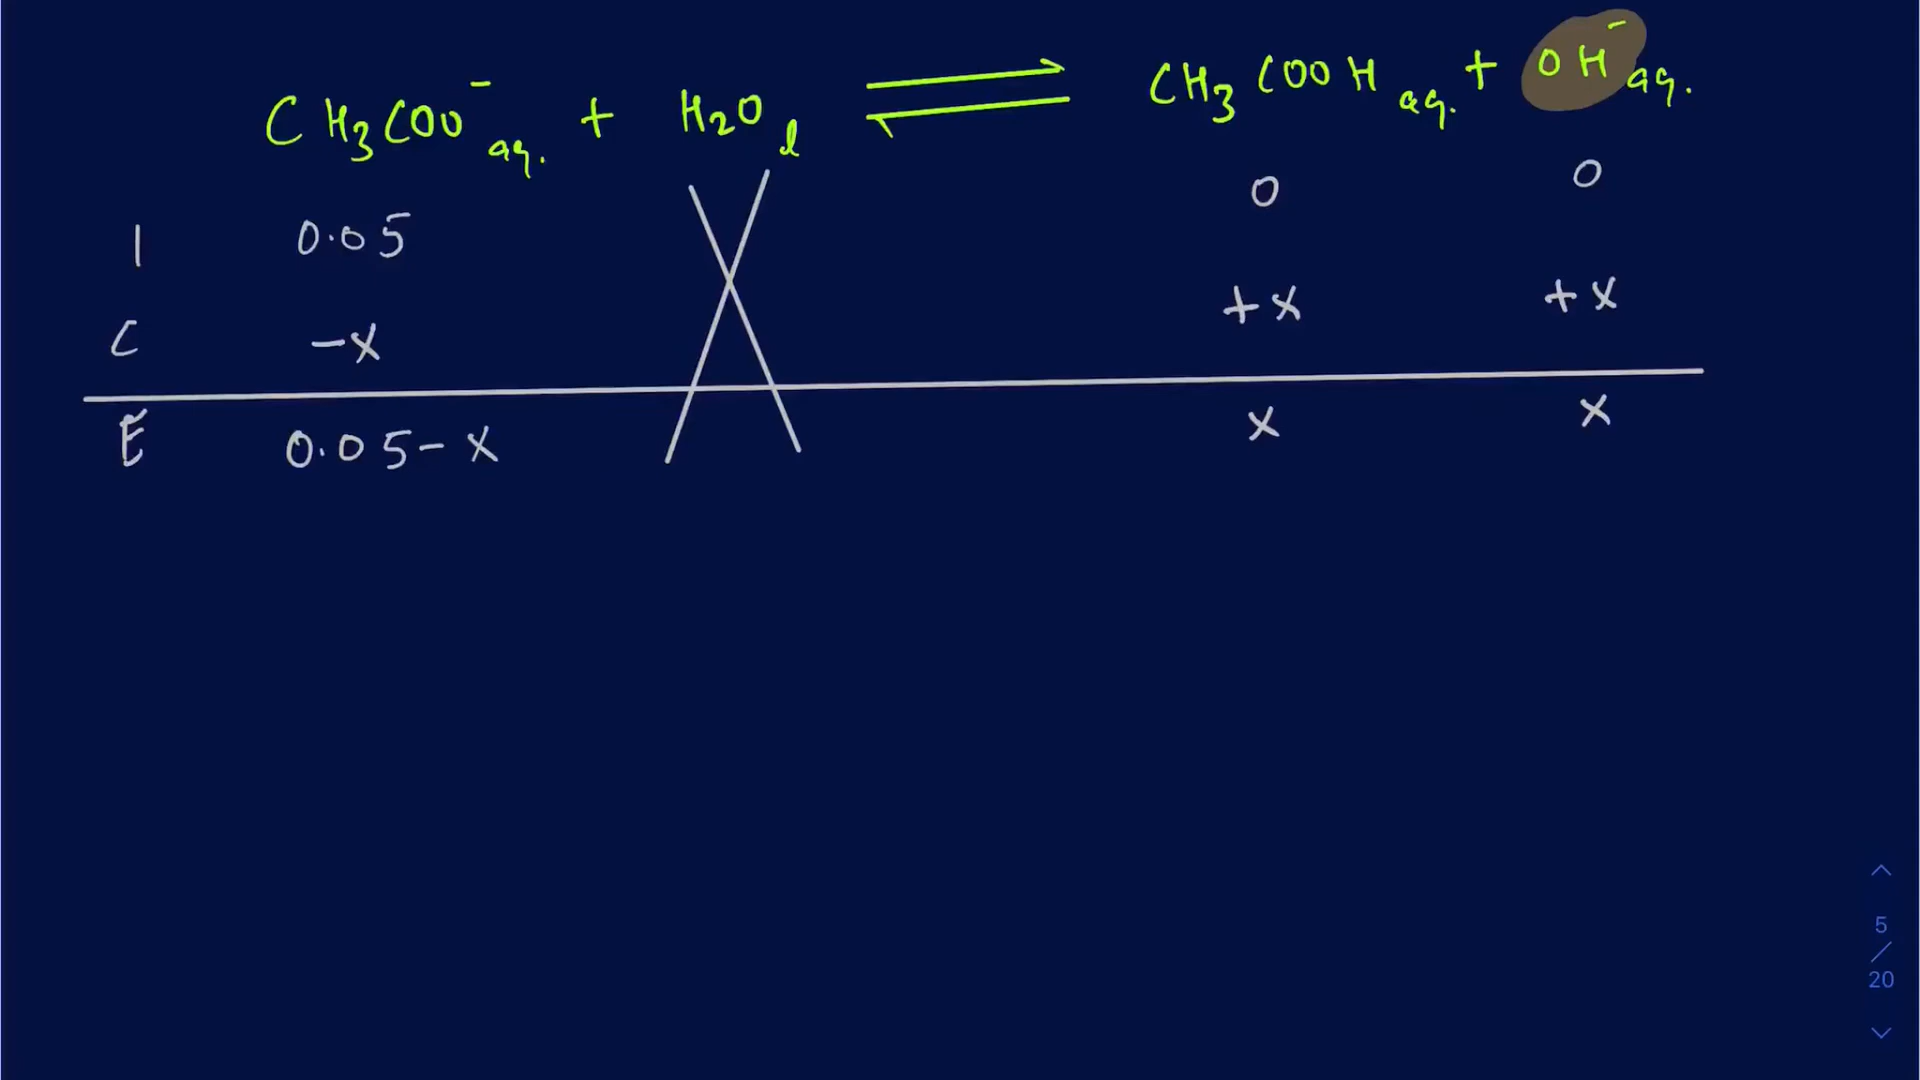 CH3COO⁻ aq. + H2O l ⇌ CH3COOH aq. + OH⁻ aq.
I 0.05 0 0
C -x +x +x
E 0.05-x x x
5
/
20